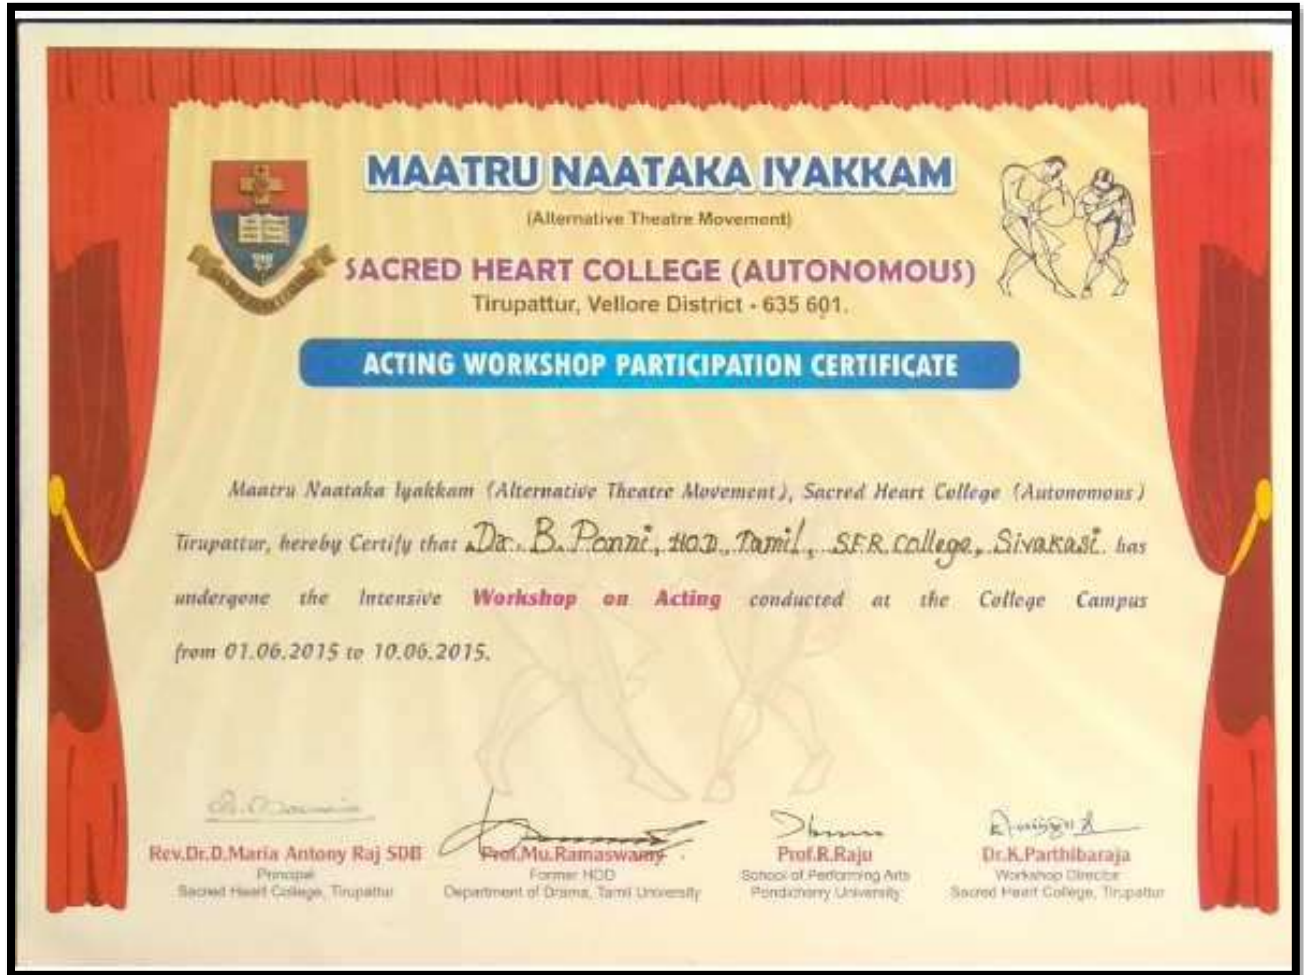 MAATRU NAATAKA IYAKKAM
(Alternative Theatre Movement)
SACRED HEART COLLEGE (AUTONOMOUS)
Tirupattur, Vellore District - 635 601.
ACTING WORKSHOP PARTICIPATION CERTIFICATE
Maatru Naataka Iyakkam (Alternative Theatre Movement), Sacred Heart College (Autonomous)
Tirupattur, hereby Certify that Dr. B. Ponni, HOD, Tamil, SFR College, Sivakasi has
undergone the Intensive Workshop on Acting conducted at the College Campus
from 01.06.2015 to 10.06.2015.
Rev.Dr.D.Maria Antony Raj SDB
Principal
Sacred Heart College, Tirupattur
Prof.Mu.Ramaswamy
Former HOD
Department of Drama, Tamil University
Prof.R.Raju
School of Performing Arts
Pondicherry University
Dr.K.Parthibaraja
Workshop Director
Sacred Heart College, Tirupattur